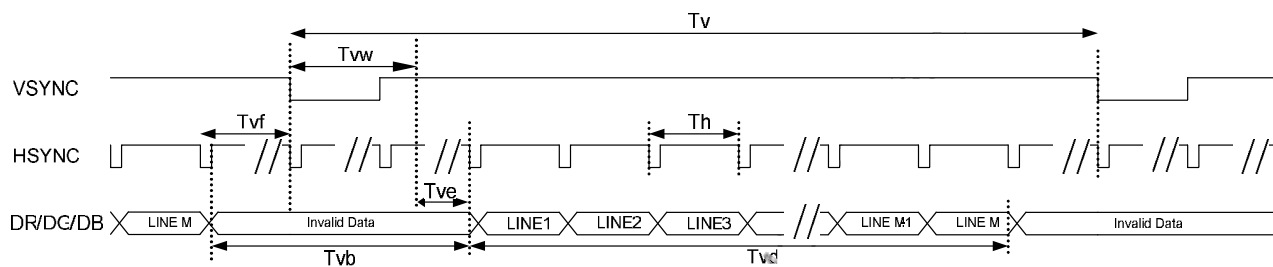 Tv
Tvw
VSYNC
Tvf
Th
HSYNC
Tve
DR/DG/DB
LINE M
Invalid Data
LINE1
LINE2
LINE3
LINE M-1
LINE M
Invalid Data
Tvb
Tvd